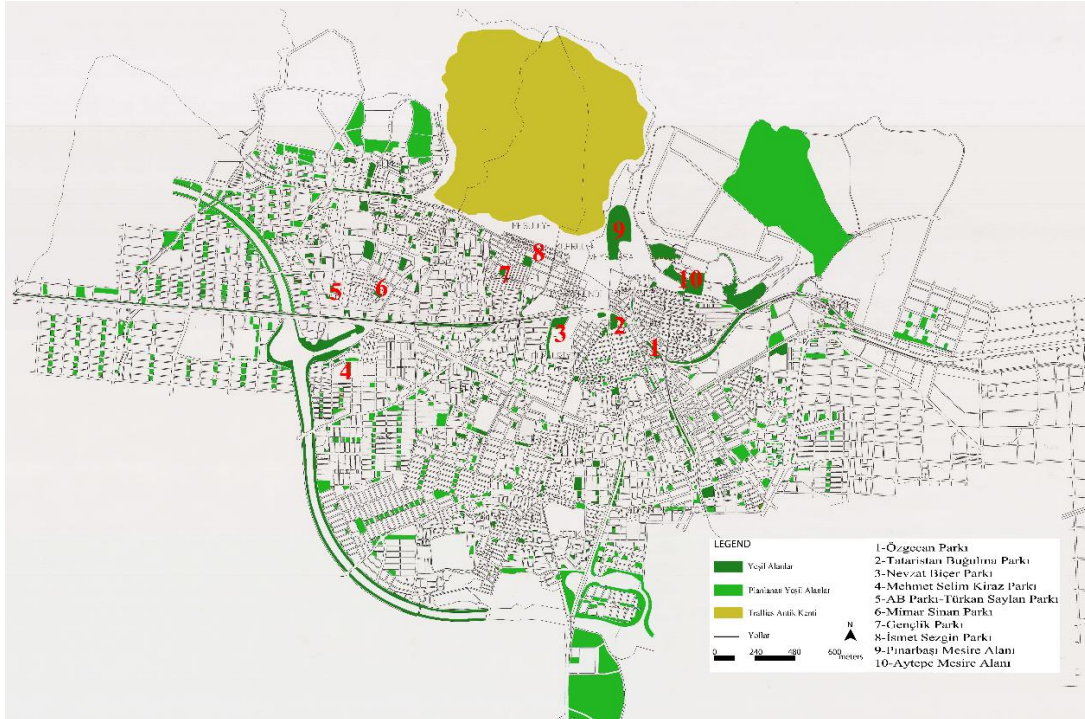 9
8
10
7
5
6
3
2
1
4
LEGEND
Yeşil Alanlar
Planlanan Yeşil Alanlar
Trallies Antik Kenti
Yollar
N
0 240 480 600
meters
1-Özgecan Parkı
2-Tataristan Buğulma Parkı
3-Nevzat Biçer Parkı
4-Mehmet Selim Kiraz Parkı
5-AB Parkı-Türkan Saylan Parkı
6-Mimar Sinan Parkı
7-Gençlik Parkı
8-İsmet Sezgin Parkı
9-Pınarbaşı Mesire Alanı
10-Aytepe Mesire Alanı